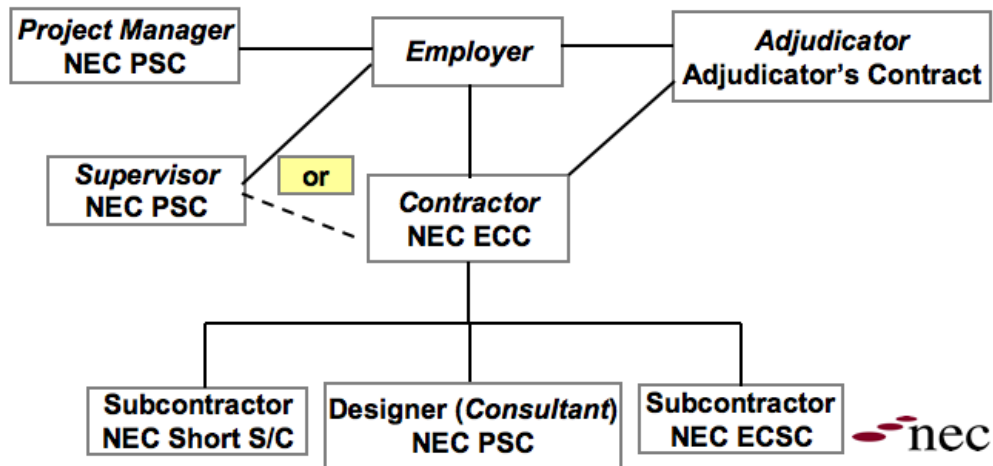 Project Manager
NEC PSC
Employer
Adjudicator
Adjudicator's Contract
Supervisor
NEC PSC
or
Contractor
NEC ECC
Subcontractor
NEC Short S/C
Designer (Consultant)
NEC PSC
Subcontractor
NEC ECSC
nec